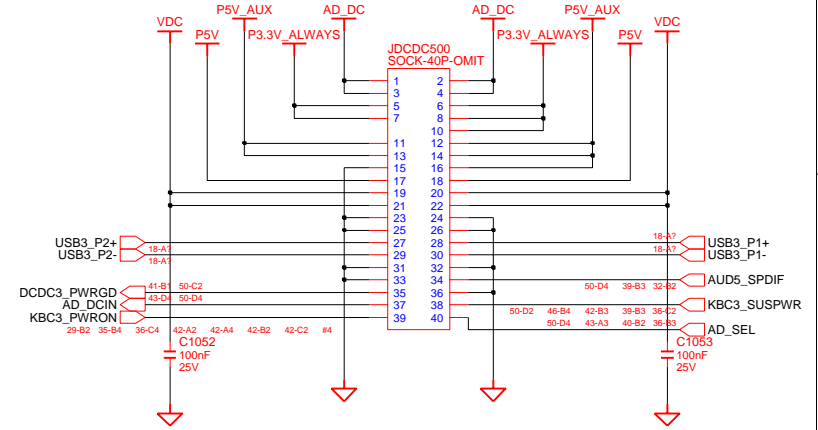 P5V_AUX AD_DC AD_DC P5V_AUX
VDC VDC
P5V P3.3V_ALWAYS P3.3V_ALWAYS P5V
JDCDC500
SOCK-40P-OMIT
1 2
3 4
5 6
7 8
10
11 12
13 14
15 16
17 18
19 20
21 22
23 24
25 26
USB3_P2+ 27 28 18-A? USB3_P1+
USB3_P2- 18-A? 29 30 18-A? USB3_P1-
18-A?
31 32
33 34 50-D4 39-B3 32-B2 AUD5_SPDIF
DCDC3_PWRGD 41-B1 50-C2 35 36
AD_DCIN 43-D4 50-D4 37 38 KBC3_SUSPWR
KBC3_PWRON 39 40 50-D2 46-B4 42-B3 39-B3 36-C2
29-B2 35-B4 36-C4 42-A2 42-A4 42-B2 42-C2 #4 50-D4 43-A3 40-B2 36-B3 AD_SEL
C1052 C1053
100nF 100nF
25V 25V